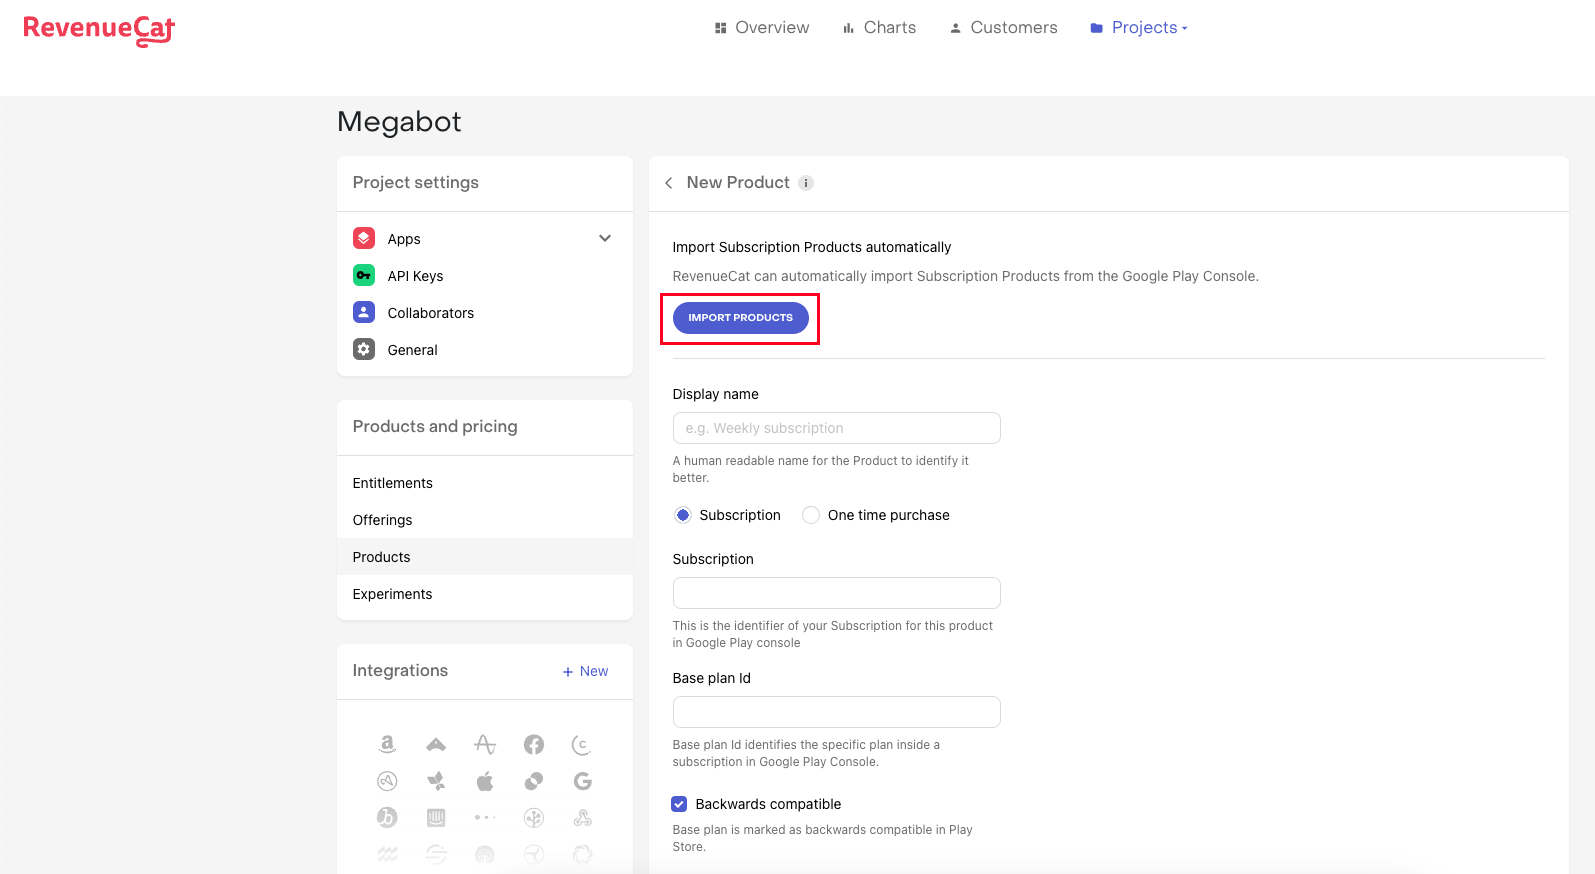 RevenueCat
Overview
Charts
Customers
Projects
Megabot
Project settings
Apps
API Keys
Collaborators
General
Products and pricing
Entitlements
Offerings
Products
Experiments
Integrations
+ New
New Product
Import Subscription Products automatically
RevenueCat can automatically import Subscription Products from the Google Play Console.
IMPORT PRODUCTS
Display name
e.g. Weekly subscription
A human readable name for the Product to identify it
better.
Subscription
One time purchase
Subscription
This is the identifier of your Subscription for this product
in Google Play console
Base plan Id
Base plan Id identifies the specific plan inside a
subscription in Google Play Console.
Backwards compatible
Base plan is marked as backwards compatible in Play
Store.